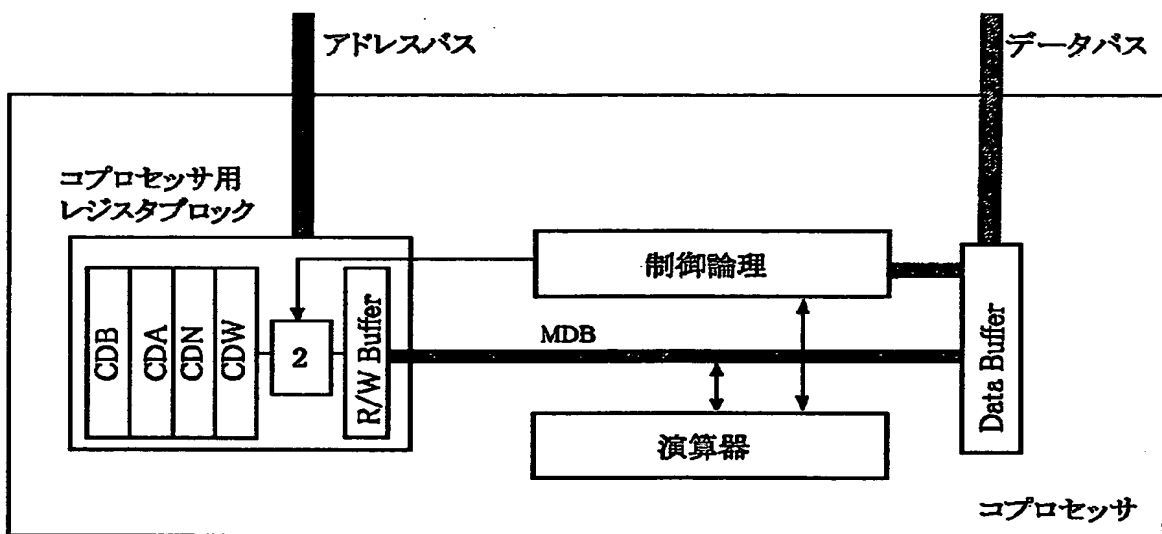 アドレスバス
データバス
コプロセッサ用
レジスタブロック
制御論理
CDB
CDA
CDN
CDW
2
R/W Buffer
MDB
Data Buffer
演算器
コプロセッサ